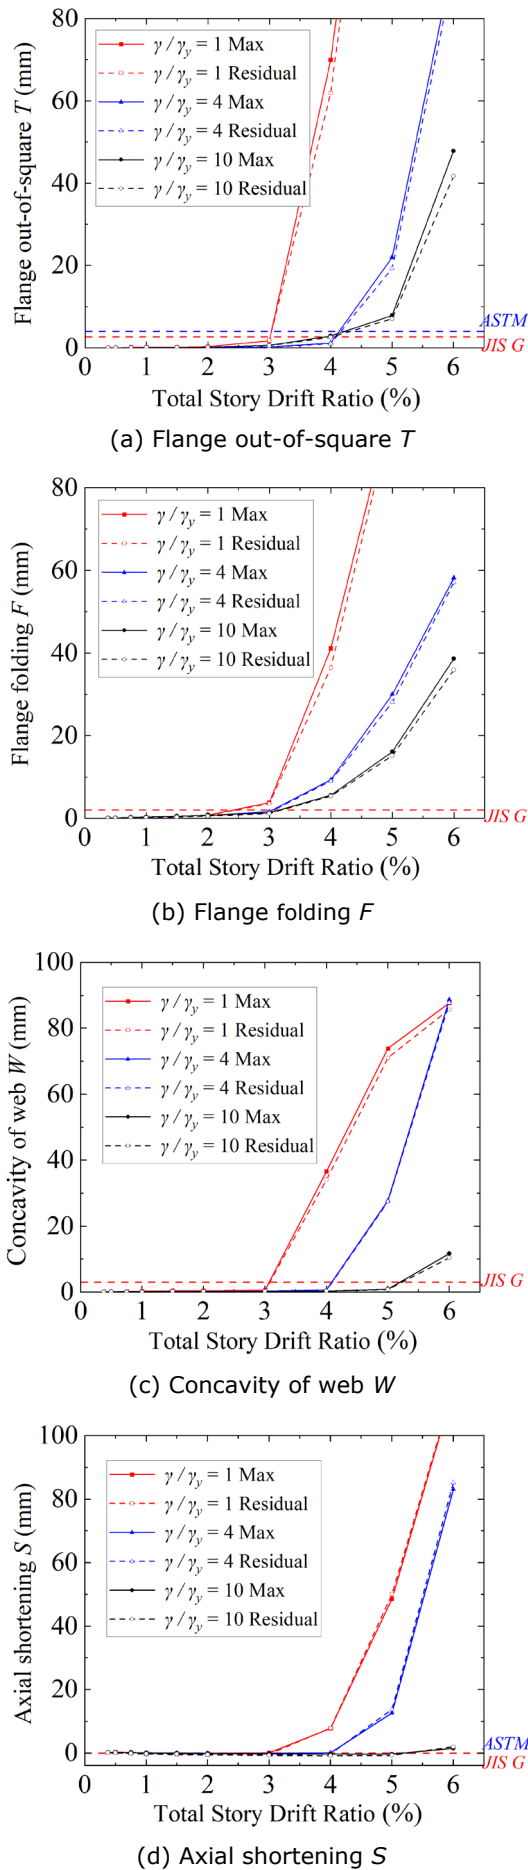 80
60
40
20
0
Flange out-of-square T (mm)
γ/γy = 1 Max
γ/γy = 1 Residual
γ/γy = 4 Max
γ/γy = 4 Residual
γ/γy = 10 Max
γ/γy = 10 Residual
ASTM
JIS G
0 1 2 3 4 5 6
Total Story Drift Ratio (%)
(a) Flange out-of-square T
80
60
40
20
0
Flange folding F (mm)
γ/γy = 1 Max
γ/γy = 1 Residual
γ/γy = 4 Max
γ/γy = 4 Residual
γ/γy = 10 Max
γ/γy = 10 Residual
JIS G
0 1 2 3 4 5 6
Total Story Drift Ratio (%)
(b) Flange folding F
100
80
60
40
20
0
Concavity of web W (mm)
γ/γy = 1 Max
γ/γy = 1 Residual
γ/γy = 4 Max
γ/γy = 4 Residual
γ/γy = 10 Max
γ/γy = 10 Residual
JIS G
0 1 2 3 4 5 6
Total Story Drift Ratio (%)
(c) Concavity of web W
100
80
60
40
20
0
Axial shortening S (mm)
γ/γy = 1 Max
γ/γy = 1 Residual
γ/γy = 4 Max
γ/γy = 4 Residual
γ/γy = 10 Max
γ/γy = 10 Residual
ASTM
JIS G
0 1 2 3 4 5 6
Total Story Drift Ratio (%)
(d) Axial shortening S